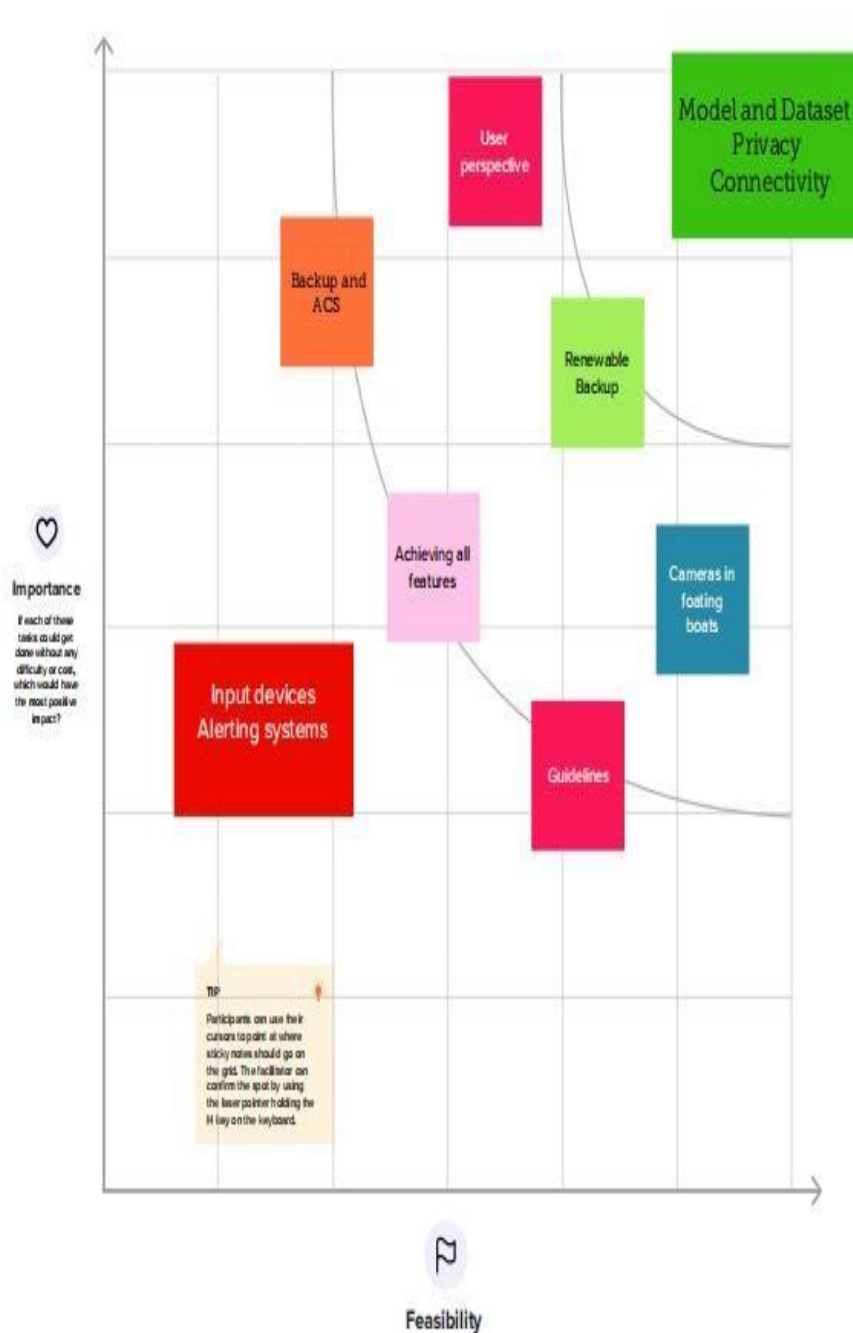 User
perspective
Model and Dataset
Privacy
Connectivity
Backup and
ACS
Renewable
Backup
Achieving all
features
Cameras in
foating
boats
Importance
If each of these
tasks could get
done without any
difficulty or cost,
which would have
the most positive
impact?
Input devices
Alerting systems
Guidelines
TIP
Participants can use their
cursors to point at where
sticky notes should go on
the grid. The facilitator can
confirm the spot by using
the laser pointer holding the
H key on the keyboard.
Feasibility